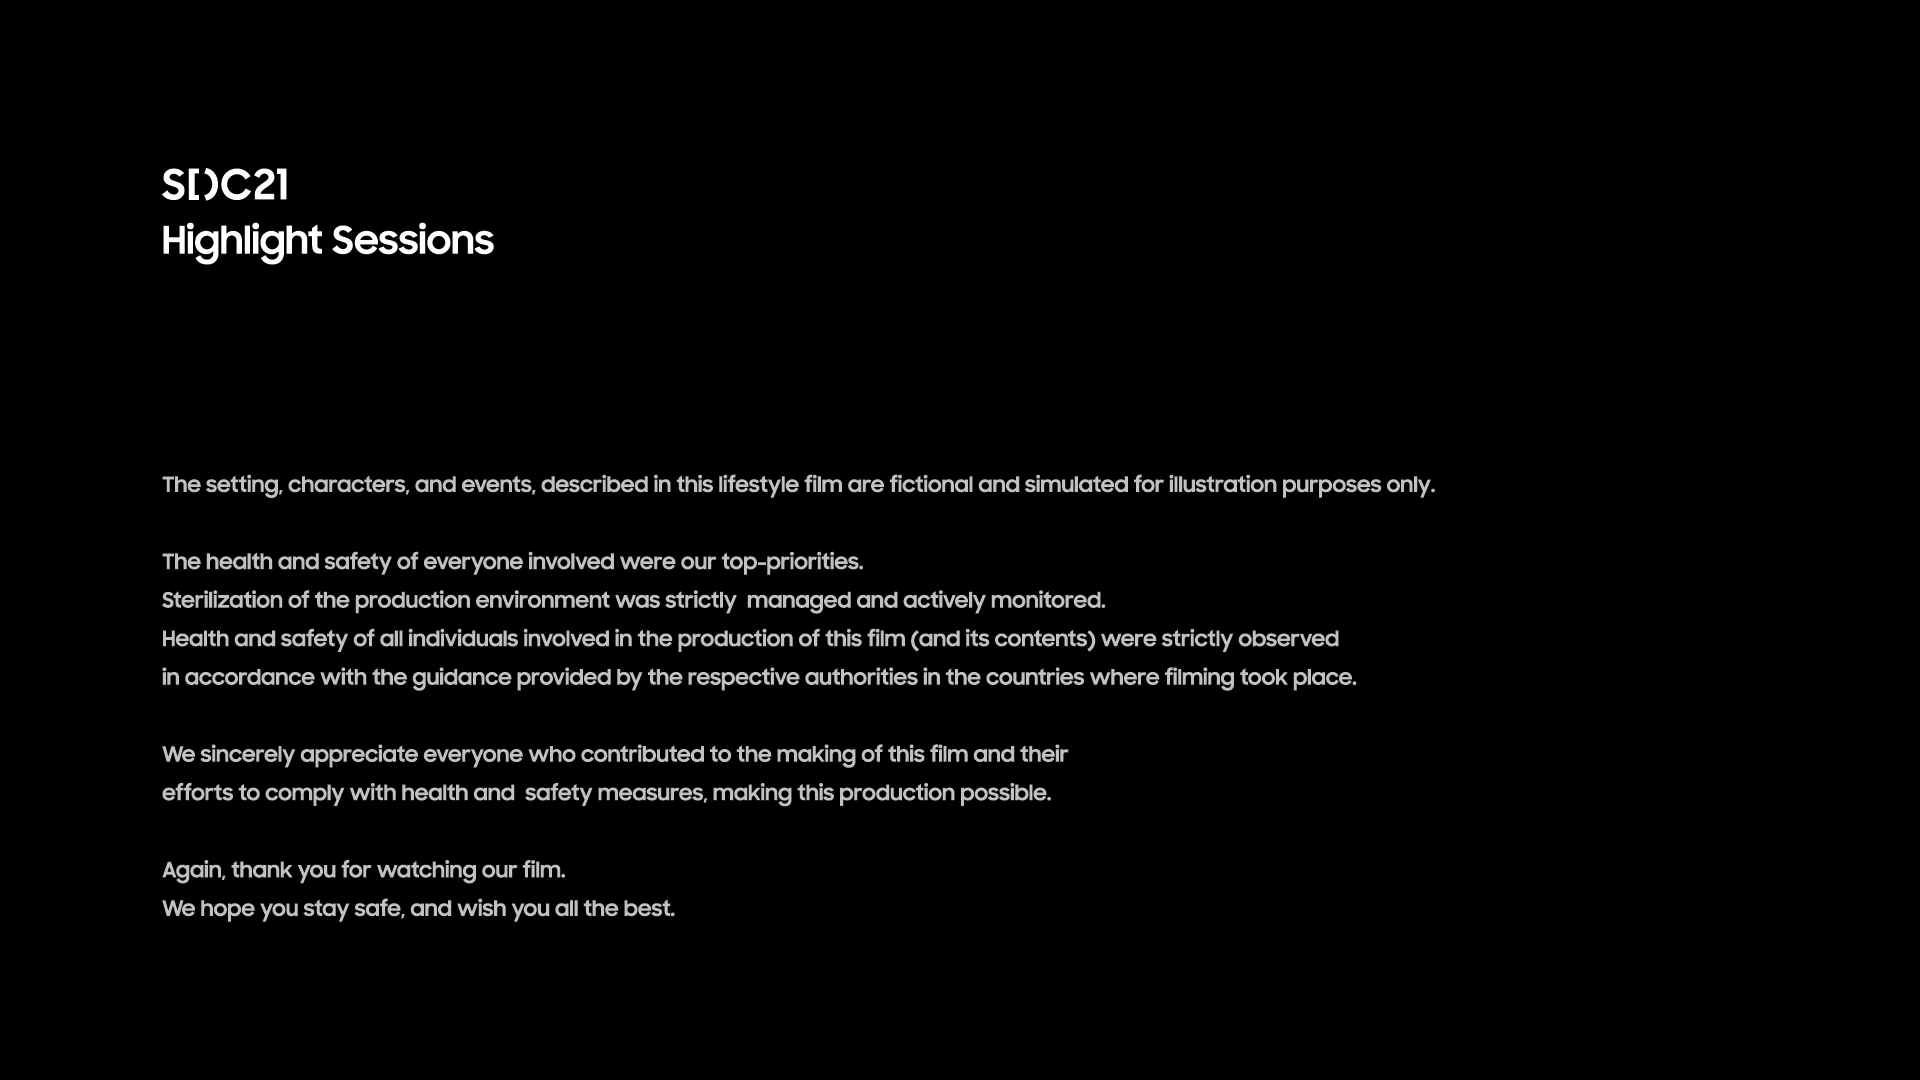 SDC21
Highlight Sessions
The setting, characters, and events, described in this lifestyle film are fictional and simulated for illustration purposes only.
The health and safety of everyone involved were our top-priorities.
Sterilization of the production environment was strictly  managed and actively monitored.
Health and safety of all individuals involved in the production of this film (and its contents) were strictly observed
in accordance with the guidance provided by the respective authorities in the countries where filming took place.
We sincerely appreciate everyone who contributed to the making of this film and their
efforts to comply with health and  safety measures, making this production possible.
Again, thank you for watching our film.
We hope you stay safe, and wish you all the best.